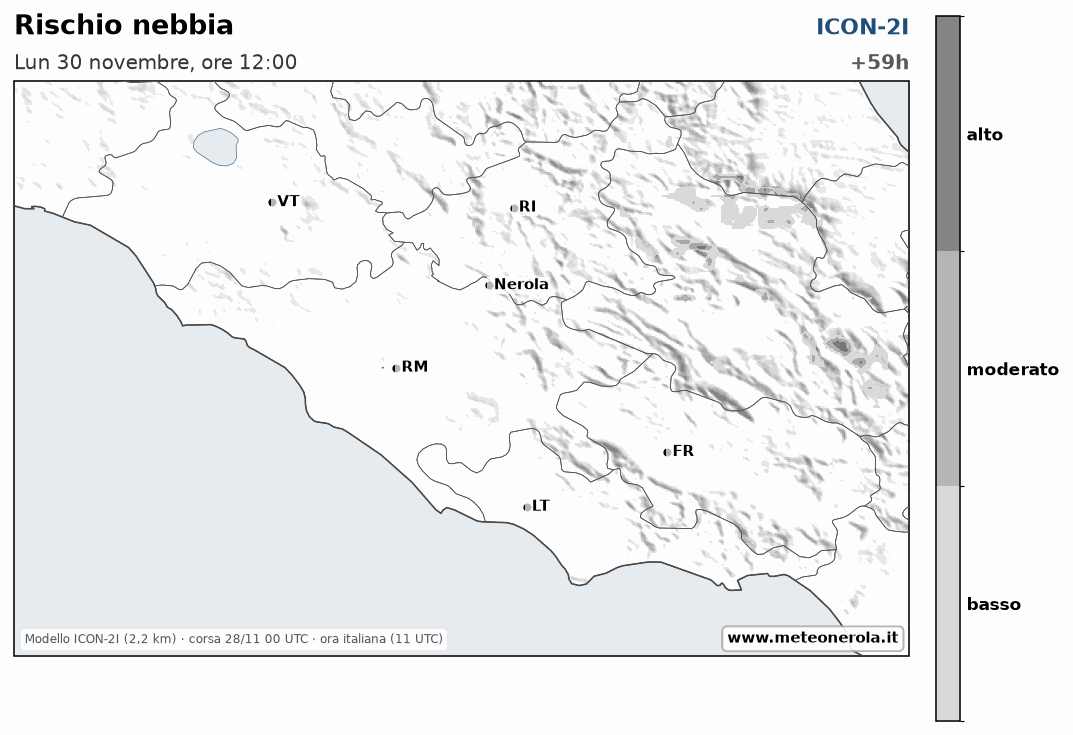 Rischio nebbia
ICON-2I
Lun 30 novembre, ore 12:00
+59h
alto
VT
RI
Nerola
RM
moderato
FR
LT
basso
Modello ICON-2I (2,2 km) · corsa 28/11 00 UTC · ora italiana (11 UTC)
www.meteonerola.it